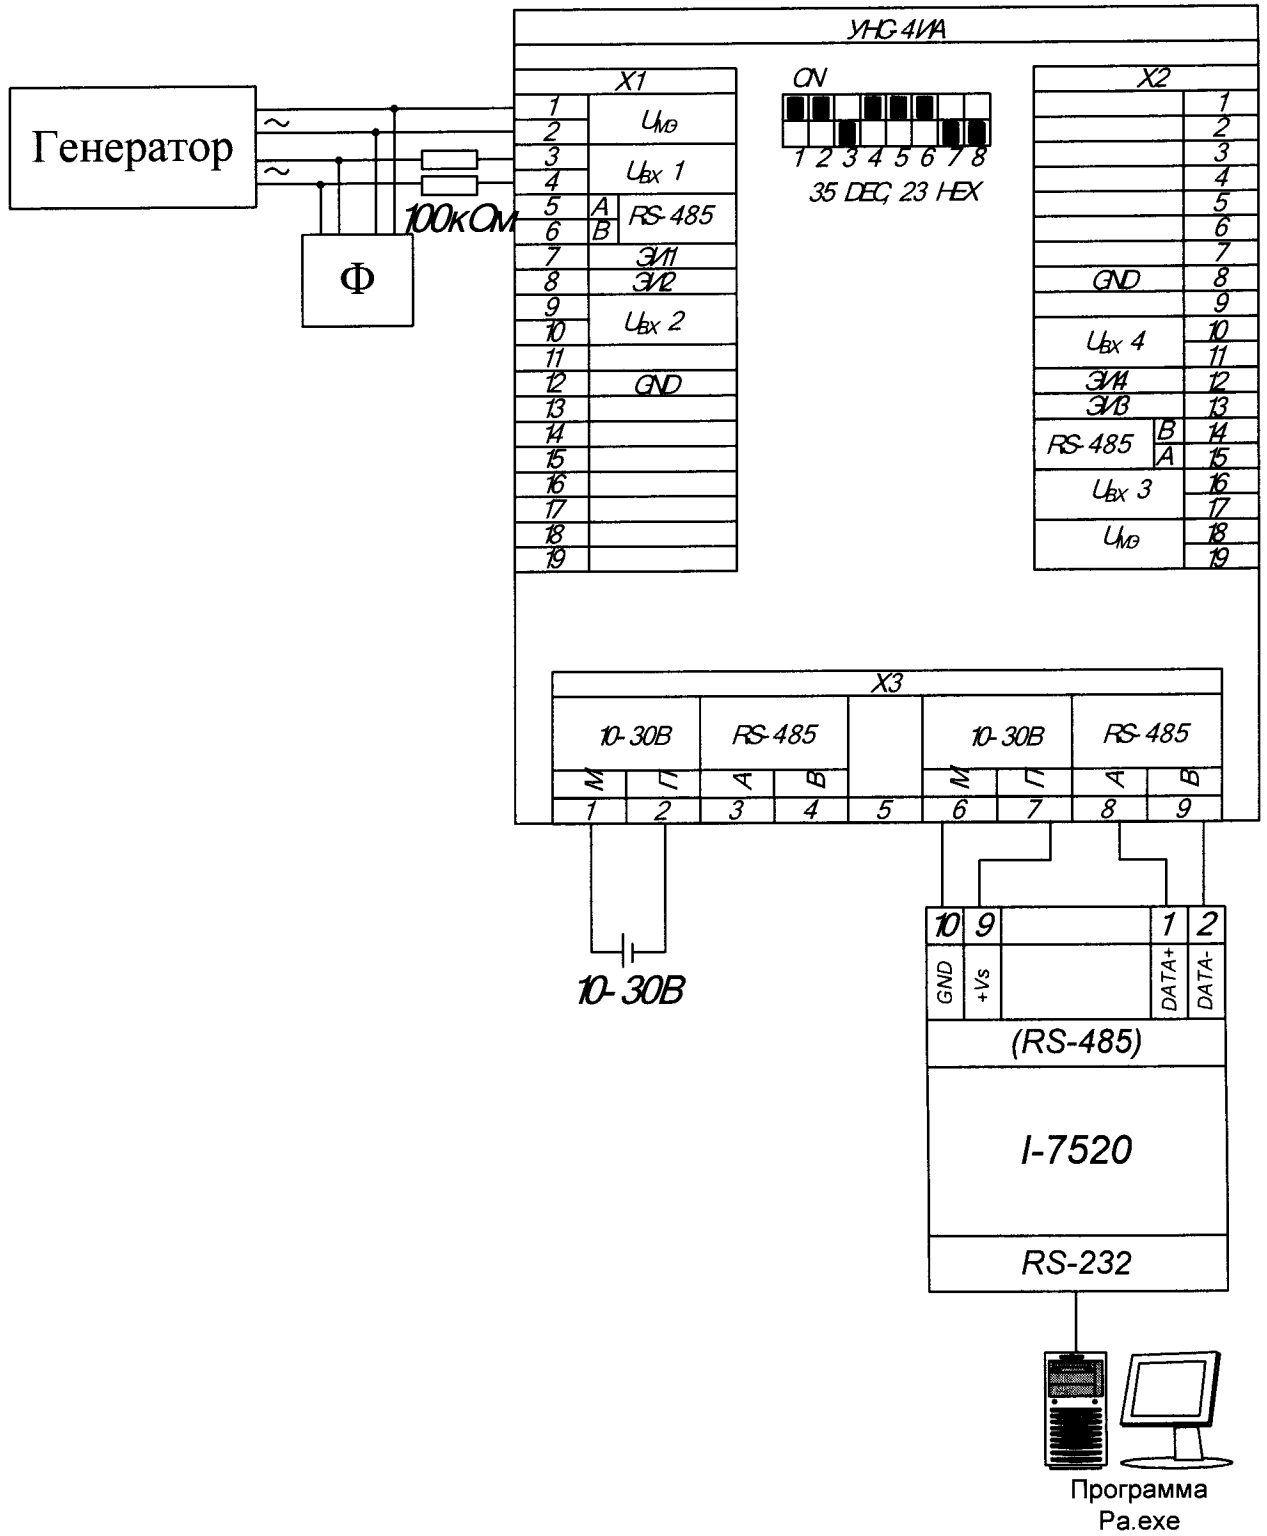 УНС-4ИА
Генератор
~
~
100кОм
Ф
X1
1
2
Uмэ
3
4
Uвх 1
5 A
6 B
RS-485
7 ЭИ1
8 ЭИ2
9
10
Uвх 2
11
12 GND
13
14
15
16
17
18
19
ON
1 2 3 4 5 6 7 8
35 DEC, 23 HEX
X2
1
2
3
4
5
6
7
GND 8
9
Uвх 4
10
11
ЭИ4 12
ЭИ3 13
RS-485
B 14
A 15
Uвх 3
16
17
Uмэ
18
19
X3
10-30В RS-485 10-30В RS-485
М П A B М П A B
1 2 3 4 5 6 7 8 9
10-30В
10 9 1 2
GND +Vs DATA+ DATA-
(RS-485)
I-7520
RS-232
Программа
Pa.exe